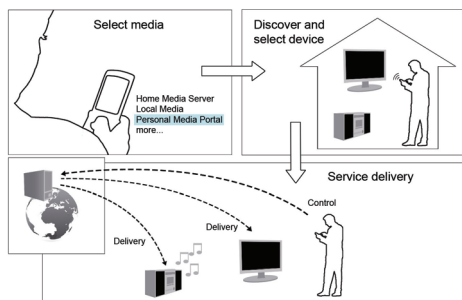 Select media
Home Media Server
Local Media
Personal Media Portal
more...
Discover and
select device
Service delivery
Control
Delivery
Delivery